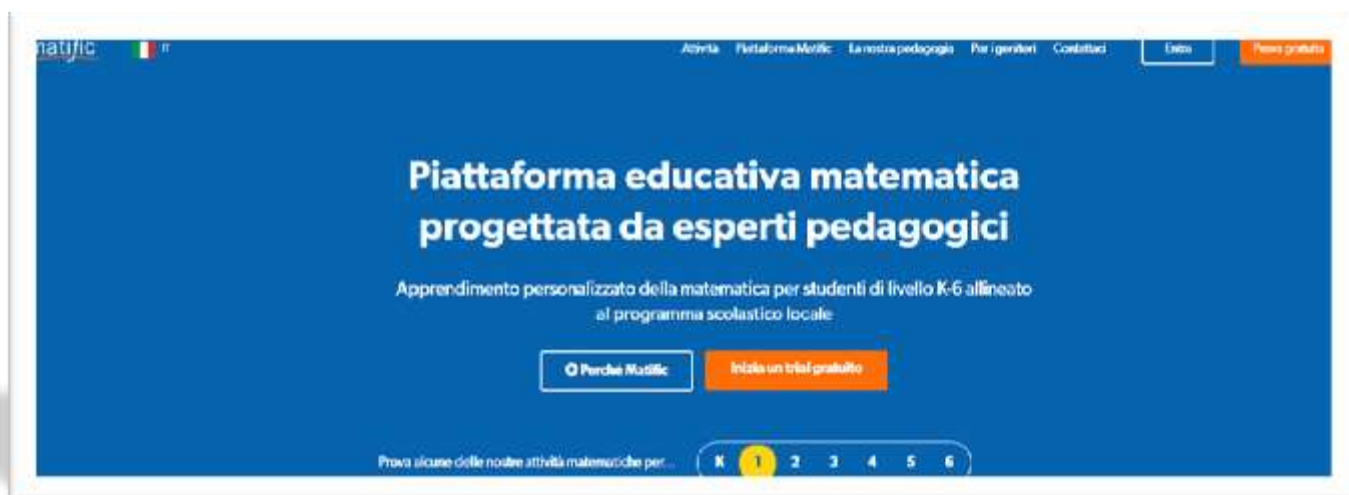 matific IT Attività Piattaforma Matific La nostra pedagogia Per i genitori Contattaci Entra Prova gratuita
Piattaforma educativa matematica
progettata da esperti pedagogici
Apprendimento personalizzato della matematica per studenti di livello K-6 allineato
al programma scolastico locale
Perché Matific Inizia un trial gratuito
Prova alcune delle nostre attività matematiche per... K 1 2 3 4 5 6